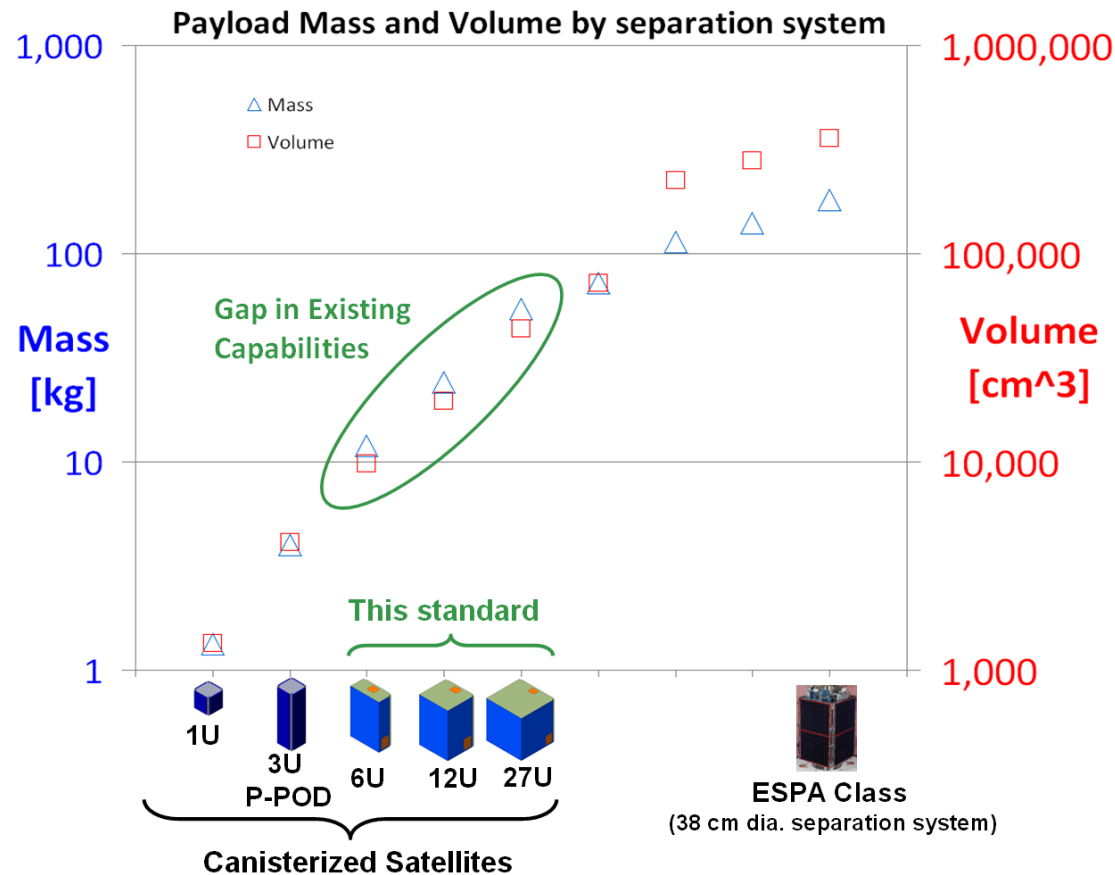 Payload Mass and Volume by separation system
1,000
1,000,000
Mass
Volume
100
100,000
Gap in Existing
Capabilities
Mass
[kg]
Volume
[cm^3]
10
10,000
This standard
1
1,000
1U
3U
P-POD
6U
12U
27U
ESPA Class
(38 cm dia. separation system)
Canisterized Satellites